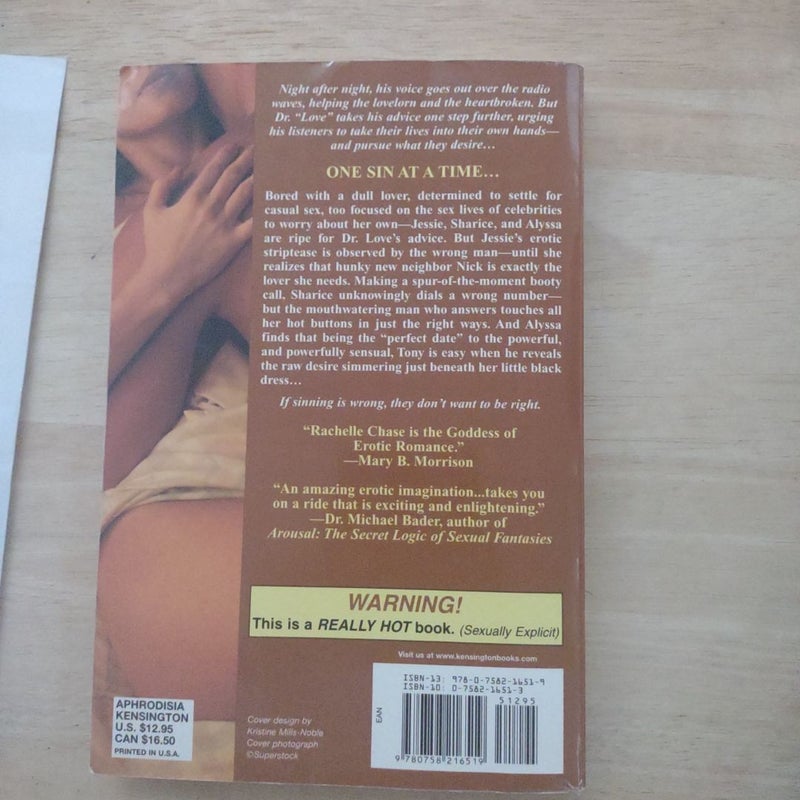 Night after night, his voice goes out over the radio
waves, helping the lovelorn and the heartbroken. But
Dr. “Love” takes his advice one step further, urging
his listeners to take their lives into their own hands—
and pursue what they desire…
ONE SIN AT A TIME…
Bored with a dull lover, determined to settle for
casual sex, too focused on the sex lives of celebrities
to worry about her own—Jessie, Sharice, and Alyssa
are ripe for Dr. Love’s advice. But Jessie’s erotic
striptease is observed by the wrong man—until she
realizes that hunky new neighbor Nick is exactly the
lover she needs. Making a spur-of-the-moment booty
call, Sharice unknowingly dials a wrong number—
but the mouthwatering man who answers touches all
her hot buttons in just the right ways. And Alyssa
finds that being the “perfect date” to the powerful,
and powerfully sensual, Tony is easy when he reveals
the raw desire simmering just beneath her little black
dress…
If sinning is wrong, they don’t want to be right.
“Rachelle Chase is the Goddess of
Erotic Romance.”
—Mary B. Morrison
“An amazing erotic imagination...takes you
on a ride that is exciting and enlightening.”
—Dr. Michael Bader, author of
Arousal: The Secret Logic of Sexual Fantasies
WARNING!
This is a REALLY HOT book. (Sexually Explicit)
Visit us at www.kensingtonbooks.com
ISBN-13: 978-0-7582-1651-9
ISBN-10: 0-7582-1651-3
51295
EAN
9 780758 216519
APHRODISIA
KENSINGTON
U.S. $12.95
CAN $16.50
PRINTED IN U.S.A.
Cover design by
Kristine Mills-Noble
Cover photograph
©Superstock